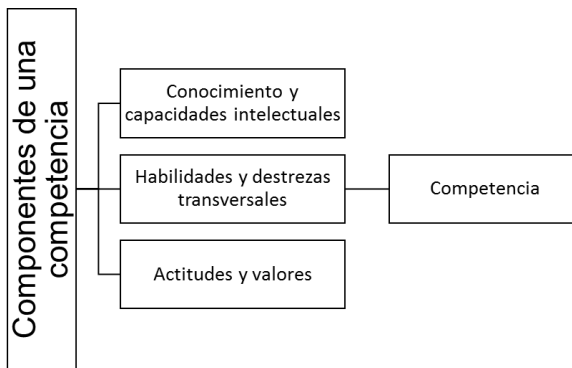 Componentes de una
competencia
Conocimiento y
capacidades intelectuales
Habilidades y destrezas
transversales
Competencia
Actitudes y valores